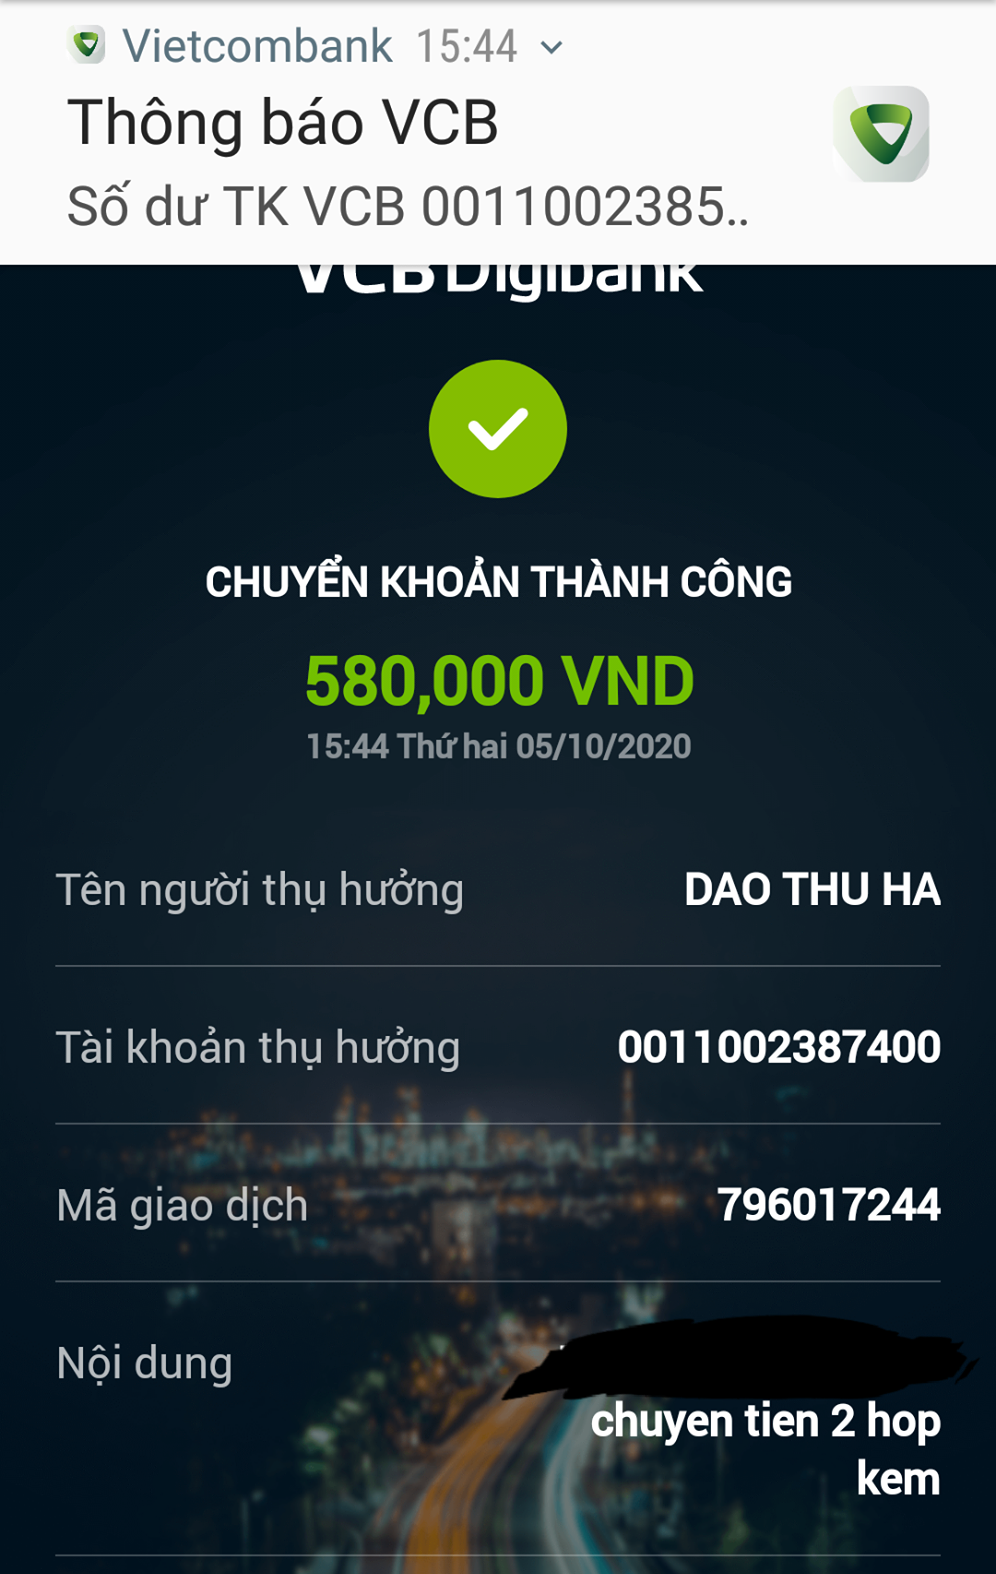 Vietcombank 15:44
Thông báo VCB
Số dư TK VCB 0011002385..
VCB Digibank
CHUYỂN KHOẢN THÀNH CÔNG
580,000 VND
15:44 Thứ hai 05/10/2020
Tên người thụ hưởng DAO THU HA
Tài khoản thụ hưởng 0011002387400
Mã giao dịch 796017244
Nội dung
chuyen tien 2 hop
kem